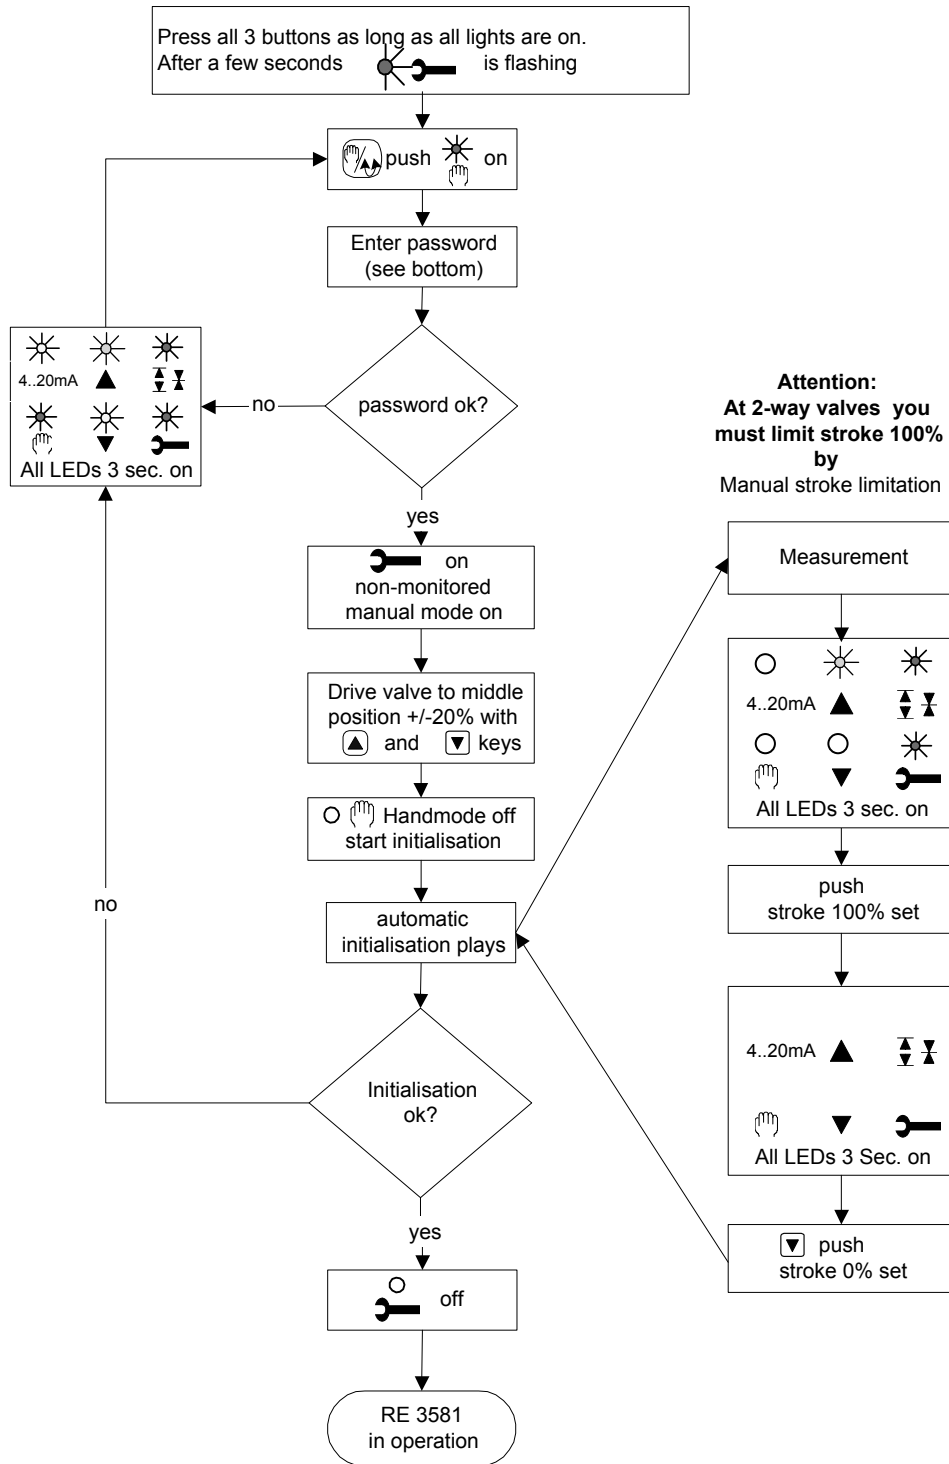 Press all 3 buttons as long as all lights are on.
After a few seconds is flashing
push on
Enter password
(see bottom)
password ok?
no
4..20mA
All LEDs 3 sec. on
yes
on
non-monitored
manual mode on
Drive valve to middle
position +/-20% with
and keys
Handmode off
start initialisation
automatic
initialisation plays
no
Initialisation
ok?
yes
off
RE 3581
in operation
Attention:
At 2-way valves you
must limit stroke 100%
by
Manual stroke limitation
Measurement
4..20mA
All LEDs 3 sec. on
push
stroke 100% set
4..20mA
All LEDs 3 Sec. on
push
stroke 0% set